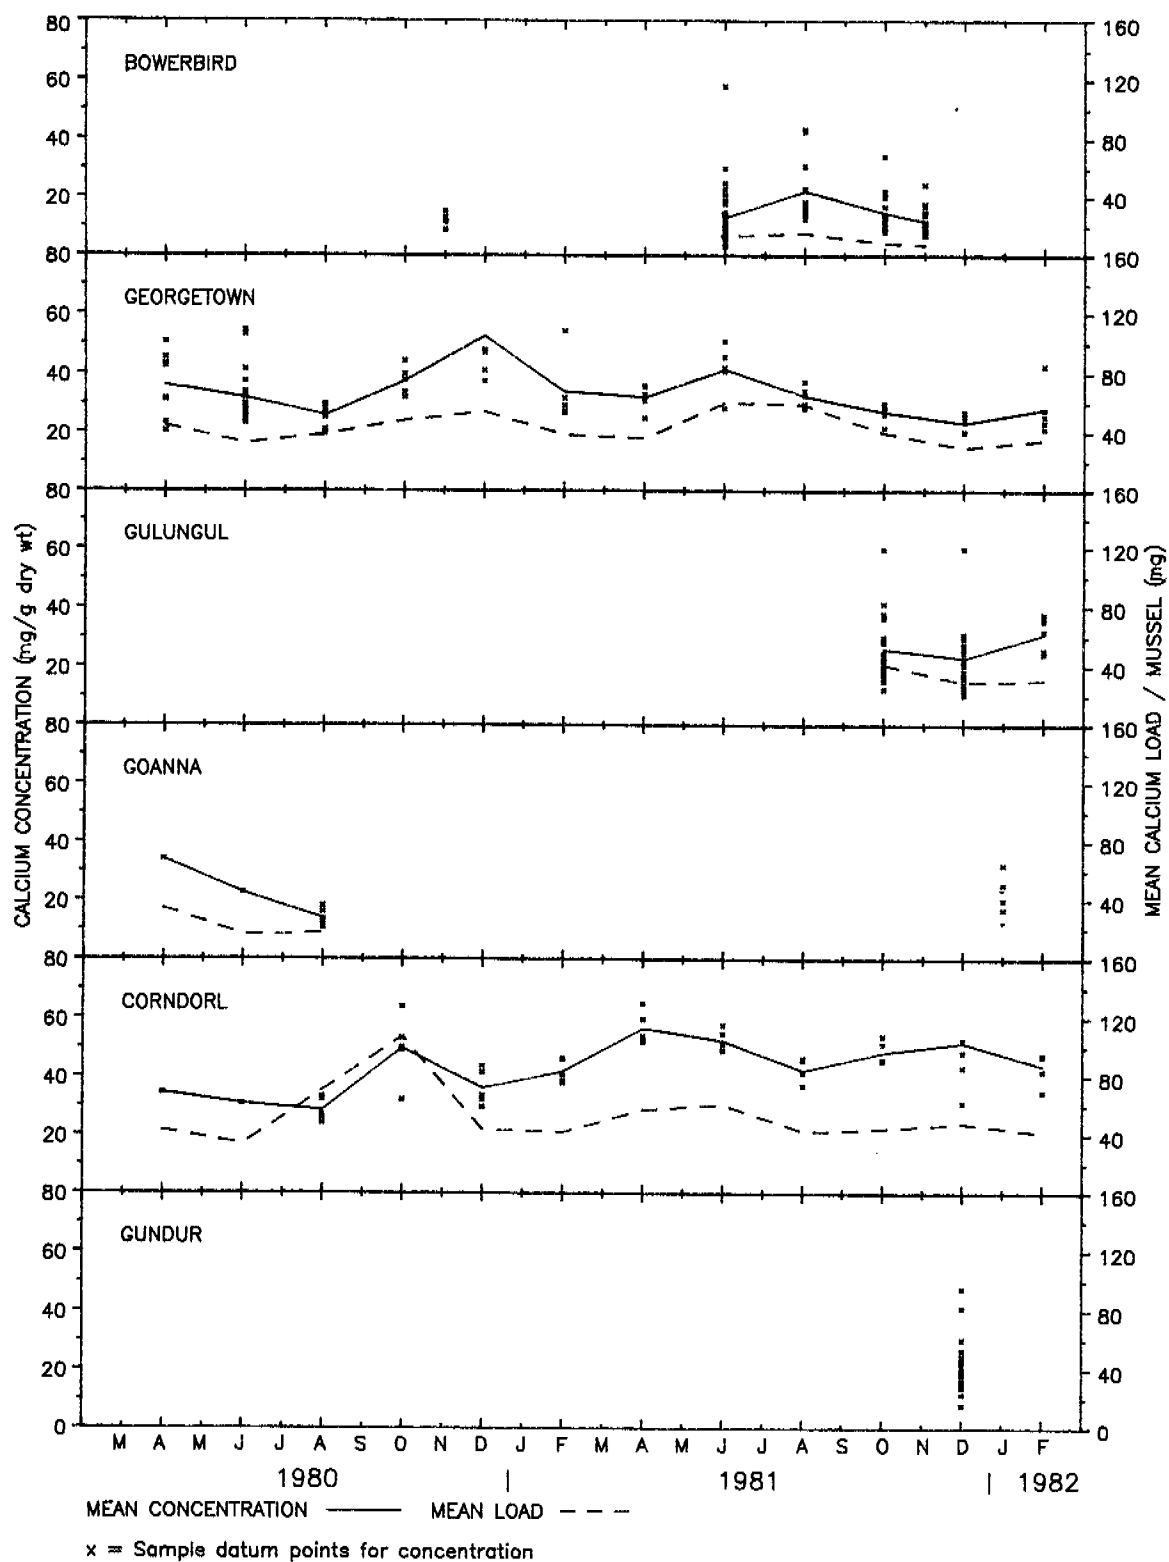 80 160
BOWERBIRD
60 120
40 80
20 40
80 160
GEORGETOWN
60 120
40 80
20 40
80 160
GULUNGUL
60 120
40 80
20 40
80 160
GOANNA
60 120
40 80
20 40
80 160
CORNDORL
60 120
40 80
20 40
80 160
GUNDUR
60 120
40 80
20 40
0 0
CALCIUM CONCENTRATION (mg/g dry wt)
MEAN CALCIUM LOAD / MUSSEL (mg)
M A M J J A S O N D J F M A M J J A S O N D J F
1980 | 1981 | 1982
MEAN CONCENTRATION MEAN LOAD
x = Sample datum points for concentration